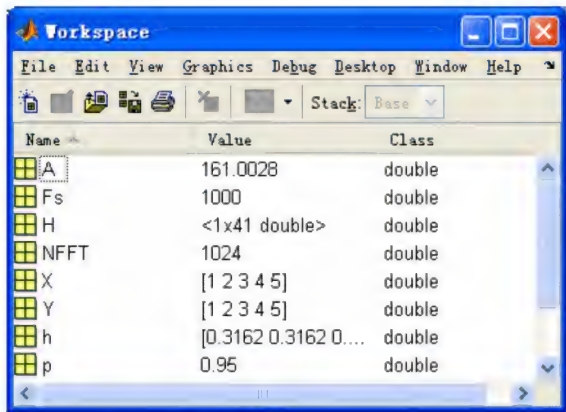 Workspace
File Edit View Graphics Debug Desktop Window Help
Stack: Base
Name Value Class
A 161.0028 double
Fs 1000 double
H <1x41 double> double
NFFT 1024 double
X [1 2 3 4 5] double
Y [1 2 3 4 5] double
h [0.3162 0.3162 0.... double
p 0.95 double